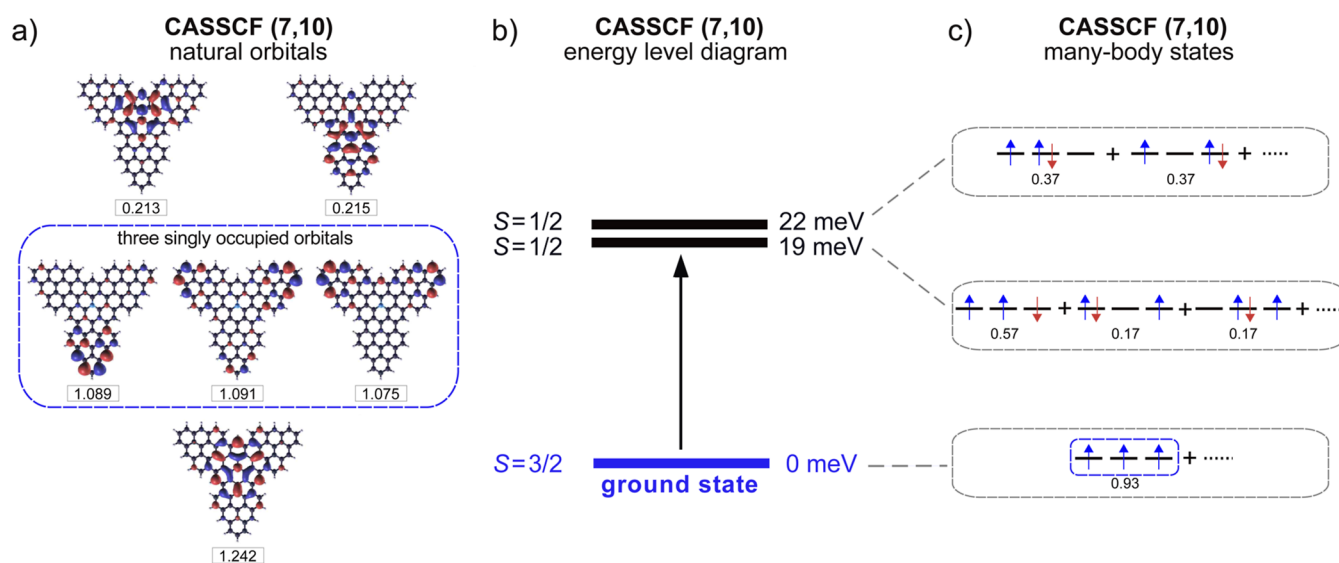 a)
CASSCF (7,10)
natural orbitals
0.213
0.215
three singly occupied orbitals
1.089
1.091
1.075
1.242
b)
CASSCF (7,10)
energy level diagram
S=1/2
22 meV
S=1/2
19 meV
S=3/2
0 meV
ground state
c)
CASSCF (7,10)
many-body states
+ + .....
0.37 0.37
+ + + .....
0.57 0.17 0.17
+ ......
0.93